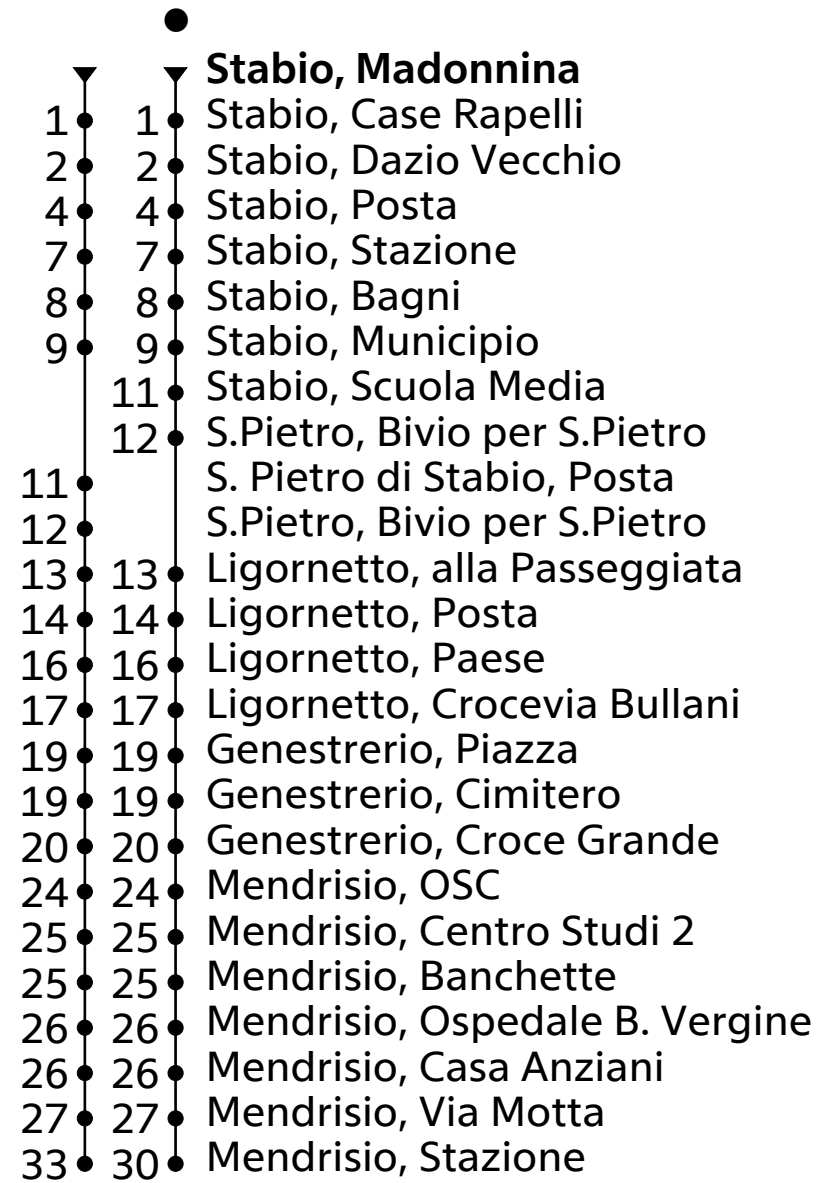 Stabio, Madonnina
1 1 Stabio, Case Rapelli
2 2 Stabio, Dazio Vecchio
4 4 Stabio, Posta
7 7 Stabio, Stazione
8 8 Stabio, Bagni
9 9 Stabio, Municipio
11 Stabio, Scuola Media
12 S.Pietro, Bivio per S.Pietro
11 S. Pietro di Stabio, Posta
12 S.Pietro, Bivio per S.Pietro
13 13 Ligornetto, alla Passeggiata
14 14 Ligornetto, Posta
16 16 Ligornetto, Paese
17 17 Ligornetto, Crocevia Bullani
19 19 Genestrerio, Piazza
19 19 Genestrerio, Cimitero
20 20 Genestrerio, Croce Grande
24 24 Mendrisio, OSC
25 25 Mendrisio, Centro Studi 2
25 25 Mendrisio, Banchette
26 26 Mendrisio, Ospedale B. Vergine
26 26 Mendrisio, Casa Anziani
27 27 Mendrisio, Via Motta
33 30 Mendrisio, Stazione